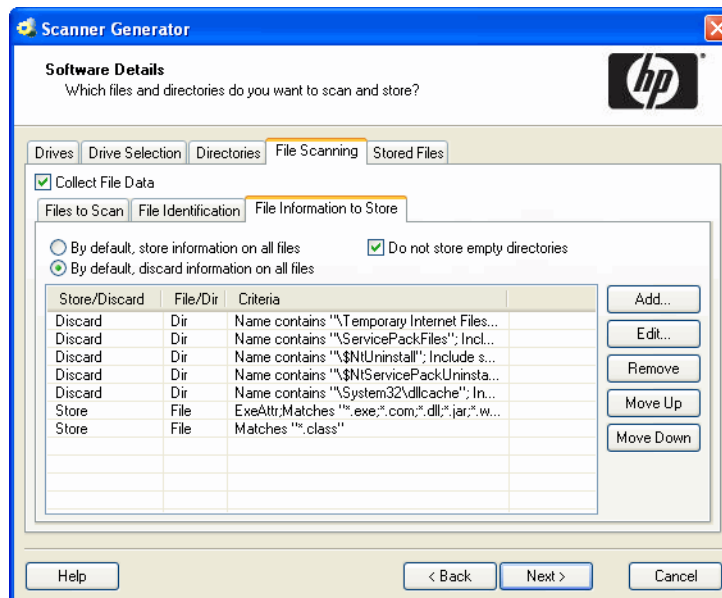 Scanner Generator
Software Details
Which files and directories do you want to scan and store?
hp
Drives Drive Selection Directories File Scanning Stored Files
Collect File Data
Files to Scan File Identification File Information to Store
By default, store information on all files Do not store empty directories
By default, discard information on all files
Store/Discard File/Dir Criteria
Discard Dir Name contains "\Temporary Internet Files...
Discard Dir Name contains "\ServicePackFiles"; Incl...
Discard Dir Name contains "\$NtUninstall"; Include s...
Discard Dir Name contains "\$NtServicePackUninsta...
Discard Dir Name contains "\System32\dllcache"; In...
Store File ExeAttr;Matches "*.exe;*.com;*.dll;*.jar;*.w...
Store File Matches "*.class"
Add...
Edit...
Remove
Move Up
Move Down
Help < Back Next > Cancel